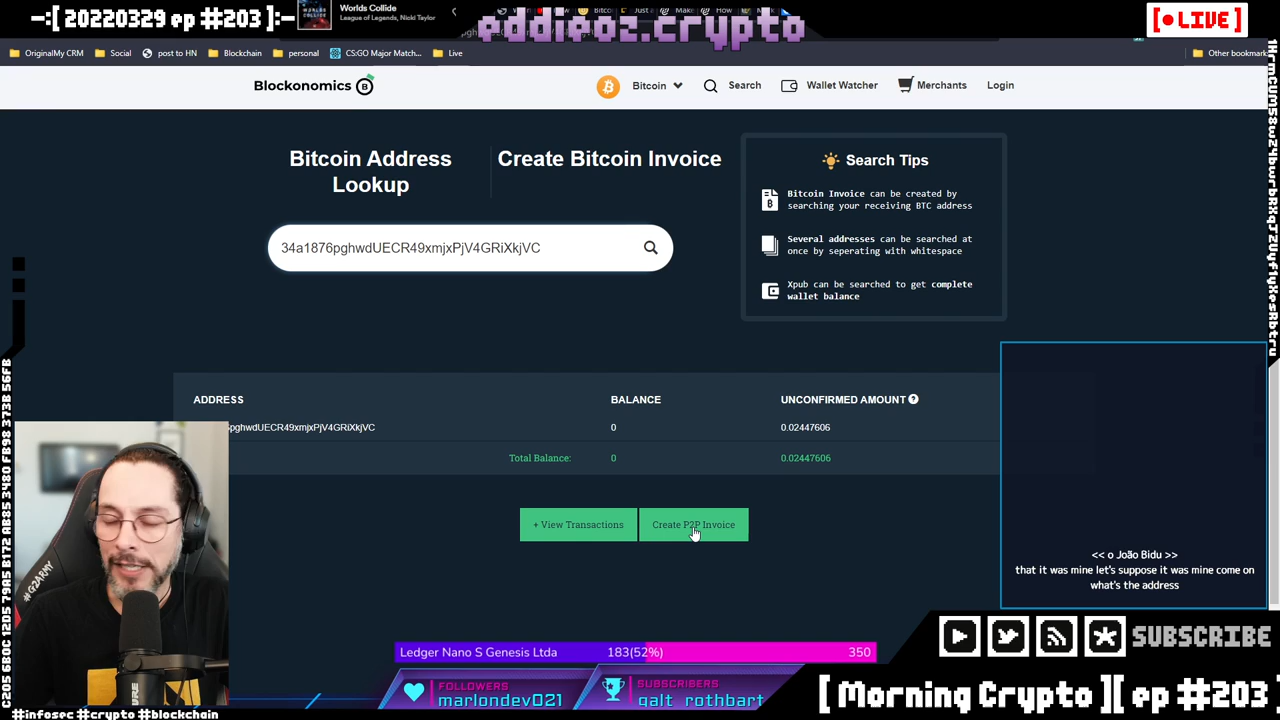 -:[ 20220329 ep #203 ]:-
Worlds Collide
League of Legends, Nicki Taylor
eddieoz.crypto
[● LIVE ]
OriginalMy CRM
Social
post to HN
Blockchain
personal
CS:GO Major Match...
Live
Other bookmark
Blockonomics
Bitcoin
Search
Wallet Watcher
Merchants
Login
Bitcoin Address
Lookup
Create Bitcoin Invoice
34a1876pghwdUECR49xmjxPjV4GRiXkjVC
Search Tips
Bitcoin Invoice can be created by
searching your receiving BTC address
Several addresses can be searched at
once by seperating with whitespace
Xpub can be searched to get complete
wallet balance
ADDRESS
BALANCE
UNCONFIRMED AMOUNT
pghwdUECR49xmjxPjV4GRiXkjVC
0
0.02447606
Total Balance:
0
0.02447606
+ View Transactions
Create P2P Invoice
<< o João Bidu >>
that it was mine let's suppose it was mine come on
what's the address
#G2ARMY
Ledger Nano S Genesis Ltda
183(52%)
350
FOLLOWERS
marlondev021
SUBSCRIBERS
galt_rothbart
SUBSCRIBE
[ Morning Crypto ][ ep #203 ]
#infosec #crypto #blockchain